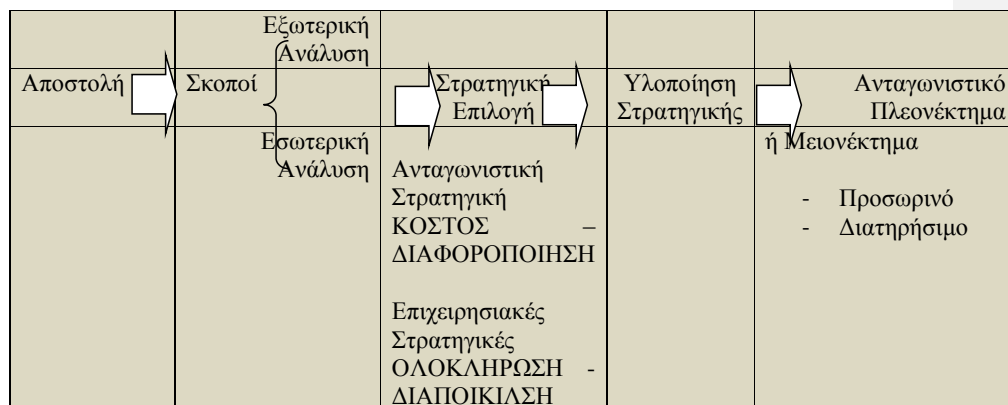 Εξωτερική
Ανάλυση
Αποστολή
Σκοποί
Στρατηγική
Επιλογή
Υλοποίηση
Στρατηγικής
Ανταγωνιστικό
Πλεονέκτημα
ή Μειονέκτημα
Εσωτερική
Ανάλυση
Ανταγωνιστική
Στρατηγική
ΚΟΣΤΟΣ –
ΔΙΑΦΟΡΟΠΟΙΗΣΗ
Επιχειρησιακές
Στρατηγικές
ΟΛΟΚΛΗΡΩΣΗ -
ΔΙΑΠΟΙΚΙΛΣΗ
- Προσωρινό
- Διατηρήσιμο